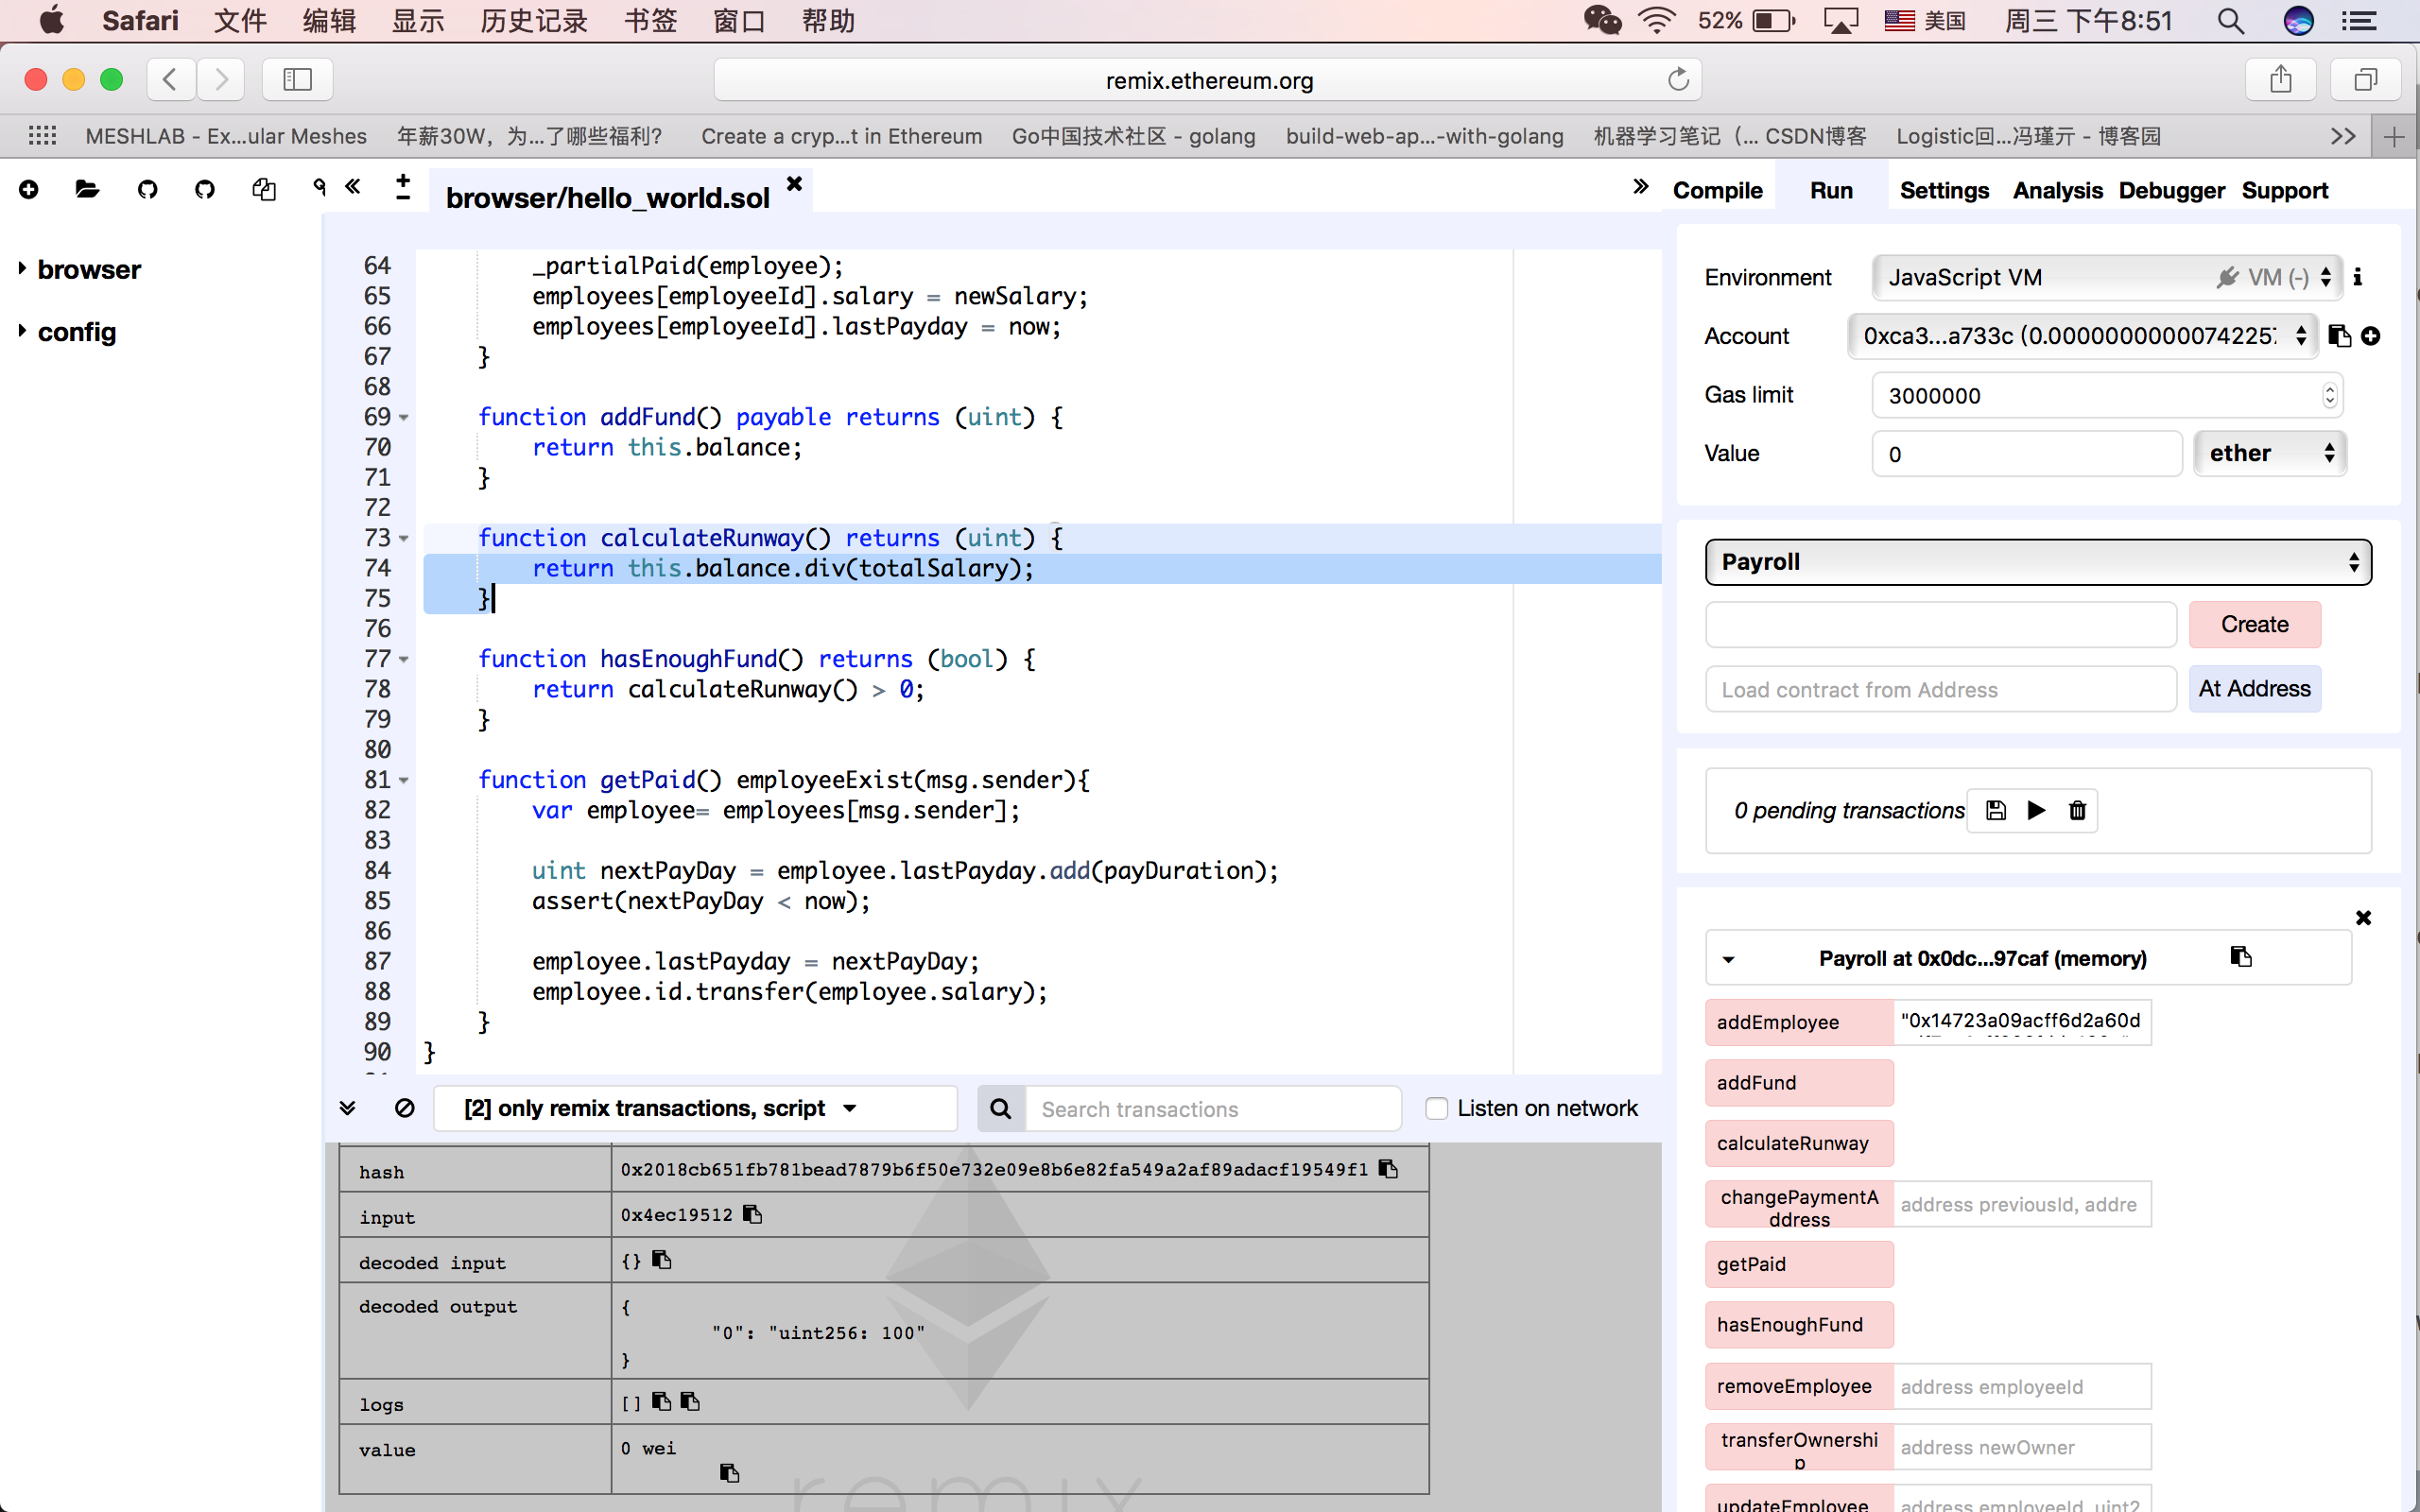 Safari 文件 编辑 显示 历史记录 书签 窗口 帮助 52% 美国 周三 下午8:51
remix.ethereum.org
MESHLAB - Ex...ular Meshes 年薪30W，为...了哪些福利? Create a cryp...t in Ethereum Go中国技术社区 - golang build-web-ap...-with-golang 机器学习笔记（... CSDN博客 Logistic回...冯瑾亓 - 博客园
browser/hello_world.sol
Compile Run Settings Analysis Debugger Support
browser
config
64 _partialPaid(employee);
65 employees[employeeId].salary = newSalary;
66 employees[employeeId].lastPayday = now;
67 }
68
69 function addFund() payable returns (uint) {
70 return this.balance;
71 }
72
73 function calculateRunway() returns (uint) {
74 return this.balance.div(totalSalary);
75 }
76
77 function hasEnoughFund() returns (bool) {
78 return calculateRunway() > 0;
79 }
80
81 function getPaid() employeeExist(msg.sender){
82 var employee= employees[msg.sender];
83
84 uint nextPayDay = employee.lastPayday.add(payDuration);
85 assert(nextPayDay < now);
86
87 employee.lastPayday = nextPayDay;
88 employee.id.transfer(employee.salary);
89 }
90 }
[2] only remix transactions, script Search transactions Listen on network
hash 0x2018cb651fb781bead7879b6f50e732e09e8b6e82fa549a2af89adacf19549f1
input 0x4ec19512
decoded input {}
decoded output {
"0": "uint256: 100"
}
logs []
value 0 wei
remix
Environment JavaScript VM VM (-)
Account 0xca3...a733c (0.0000000000074225
Gas limit 3000000
Value 0 ether
Payroll
Create
Load contract from Address At Address
0 pending transactions
Payroll at 0x0dc...97caf (memory)
addEmployee "0x14723a09acff6d2a60d
addFund
calculateRunway
changePaymentA
ddress address previousId, addre
getPaid
hasEnoughFund
removeEmployee address employeeId
transferOwnershi
p address newOwner
updateEmployee address employeeId, uint2